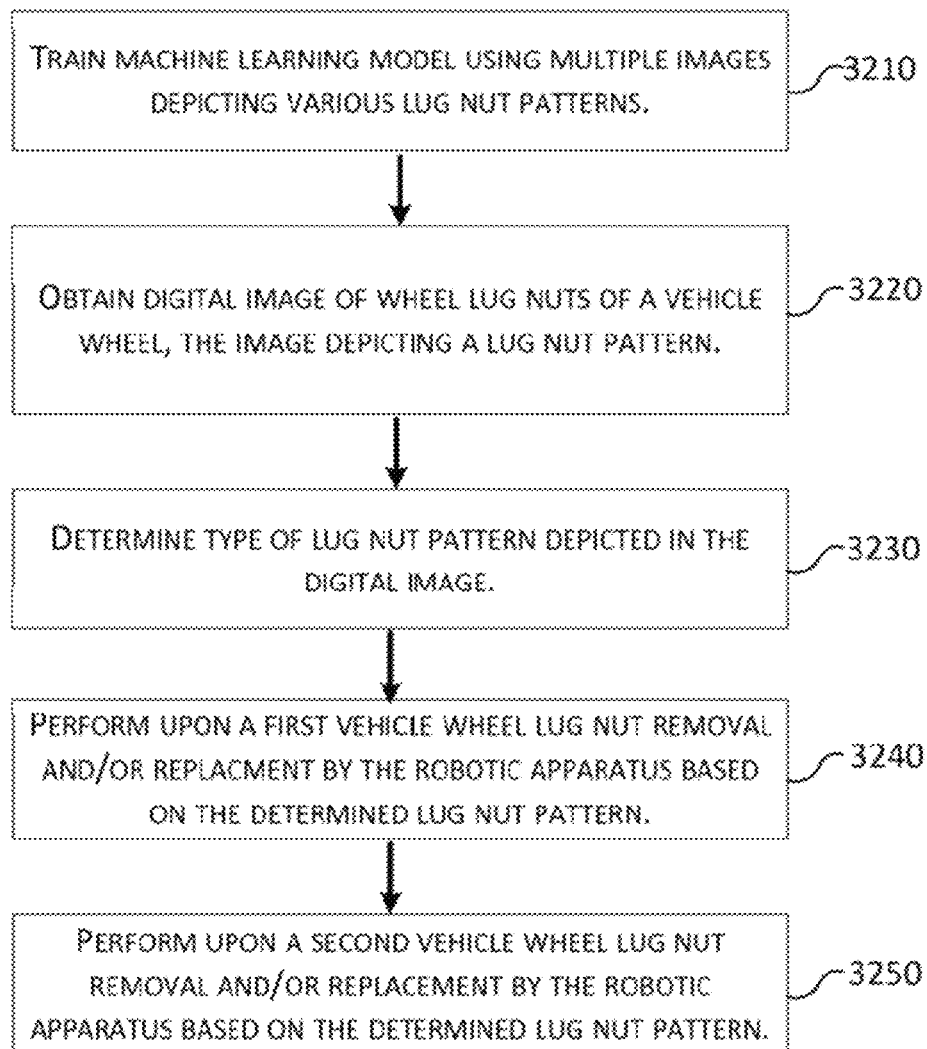 TRAIN MACHINE LEARNING MODEL USING MULTIPLE IMAGES
DEPICTING VARIOUS LUG NUT PATTERNS.
3210
OBTAIN DIGITAL IMAGE OF WHEEL LUG NUTS OF A VEHICLE
WHEEL, THE IMAGE DEPICTING A LUG NUT PATTERN.
3220
DETERMINE TYPE OF LUG NUT PATTERN DEPICTED IN THE
DIGITAL IMAGE.
3230
PERFORM UPON A FIRST VEHICLE WHEEL LUG NUT REMOVAL
AND/OR REPLACMENT BY THE ROBOTIC APPARATUS BASED
ON THE DETERMINED LUG NUT PATTERN.
3240
PERFORM UPON A SECOND VEHICLE WHEEL LUG NUT
REMOVAL AND/OR REPLACEMENT BY THE ROBOTIC
APPARATUS BASED ON THE DETERMINED LUG NUT PATTERN.
3250